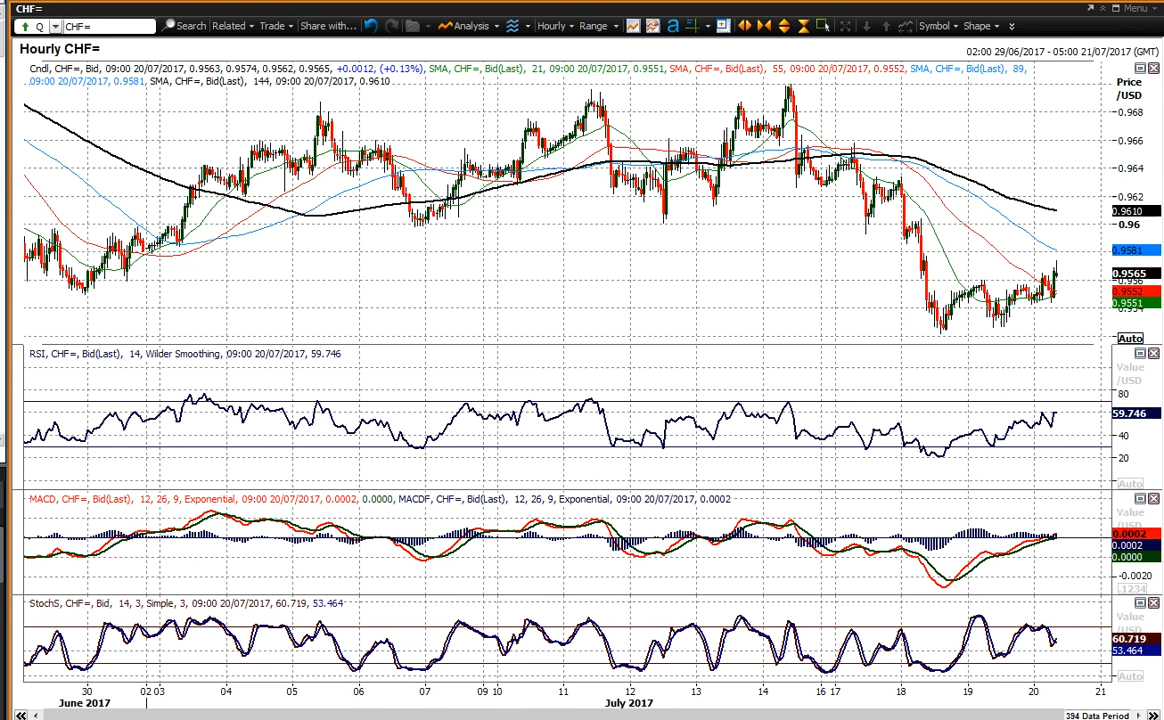 CHF=
Menu
Q CHF= Search Related Trade Share with... Analysis Hourly Range a Symbol Shape
Hourly CHF=
02:00 29/06/2017 - 05:00 21/07/2017 (GMT)
Cndl, CHF=, Bid, 09:00 20/07/2017, 0.9563, 0.9574, 0.9562, 0.9565, +0.0012, (+0.13%), SMA, CHF=, Bid(Last), 21, 09:00 20/07/2017, 0.9551, SMA, CHF=, Bid(Last), 55, 09:00 20/07/2017, 0.9552, SMA, CHF=, Bid(Last), 89,
09:00 20/07/2017, 0.9581, SMA, CHF=, Bid(Last), 144, 09:00 20/07/2017, 0.9610
Price
/USD
0.968
0.966
0.964
0.962
0.9610
0.96
0.9581
0.9565
0.956
0.9552
0.9551
0.954
Auto
RSI, CHF=, Bid(Last), 14, Wilder Smoothing, 09:00 20/07/2017, 59.746
Value
/USD
80
59.746
40
20
Auto
MACD, CHF=, Bid(Last), 12, 26, 9, Exponential, 09:00 20/07/2017, 0.0002, 0.0000, MACDF, CHF=, Bid(Last), 12, 26, 9, Exponential, 09:00 20/07/2017, 0.0002
Value
/USD
0.0002
0.0002
0.0000
-0.0020
.1234
StochS, CHF=, Bid, 14, 3, Simple, 3, 09:00 20/07/2017, 60.719, 53.464
Value
/USD
60.719
53.464
Auto
30 02 03 04 05 06 07 09 10 11 12 13 14 16 17 18 19 20 21
June 2017 July 2017
394 Data Period